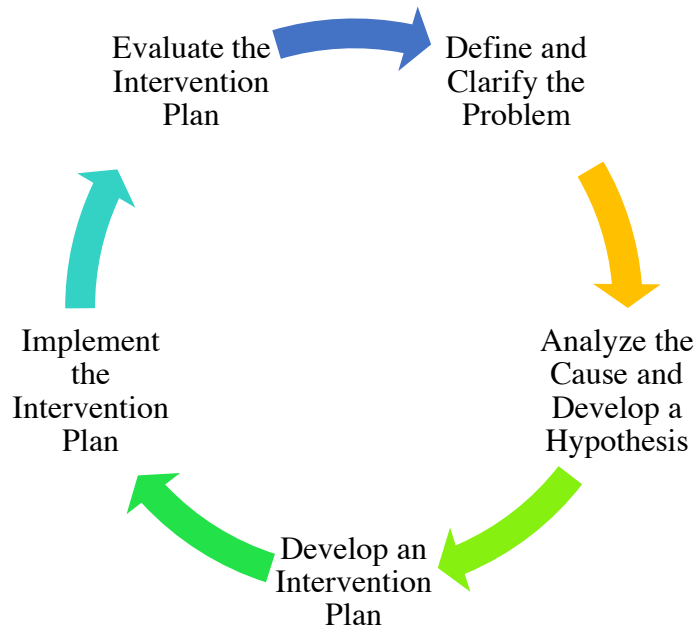 Evaluate the
Intervention
Plan
Define and
Clarify the
Problem
Analyze the
Cause and
Develop a
Hypothesis
Develop an
Intervention
Plan
Implement
the
Intervention
Plan